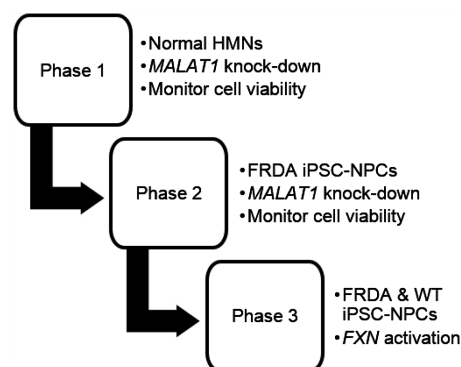 Phase 1
•Normal HMNs
•MALAT1 knock-down
•Monitor cell viability
Phase 2
•FRDA iPSC-NPCs
•MALAT1 knock-down
•Monitor cell viability
Phase 3
•FRDA & WT
iPSC-NPCs
•FXN activation